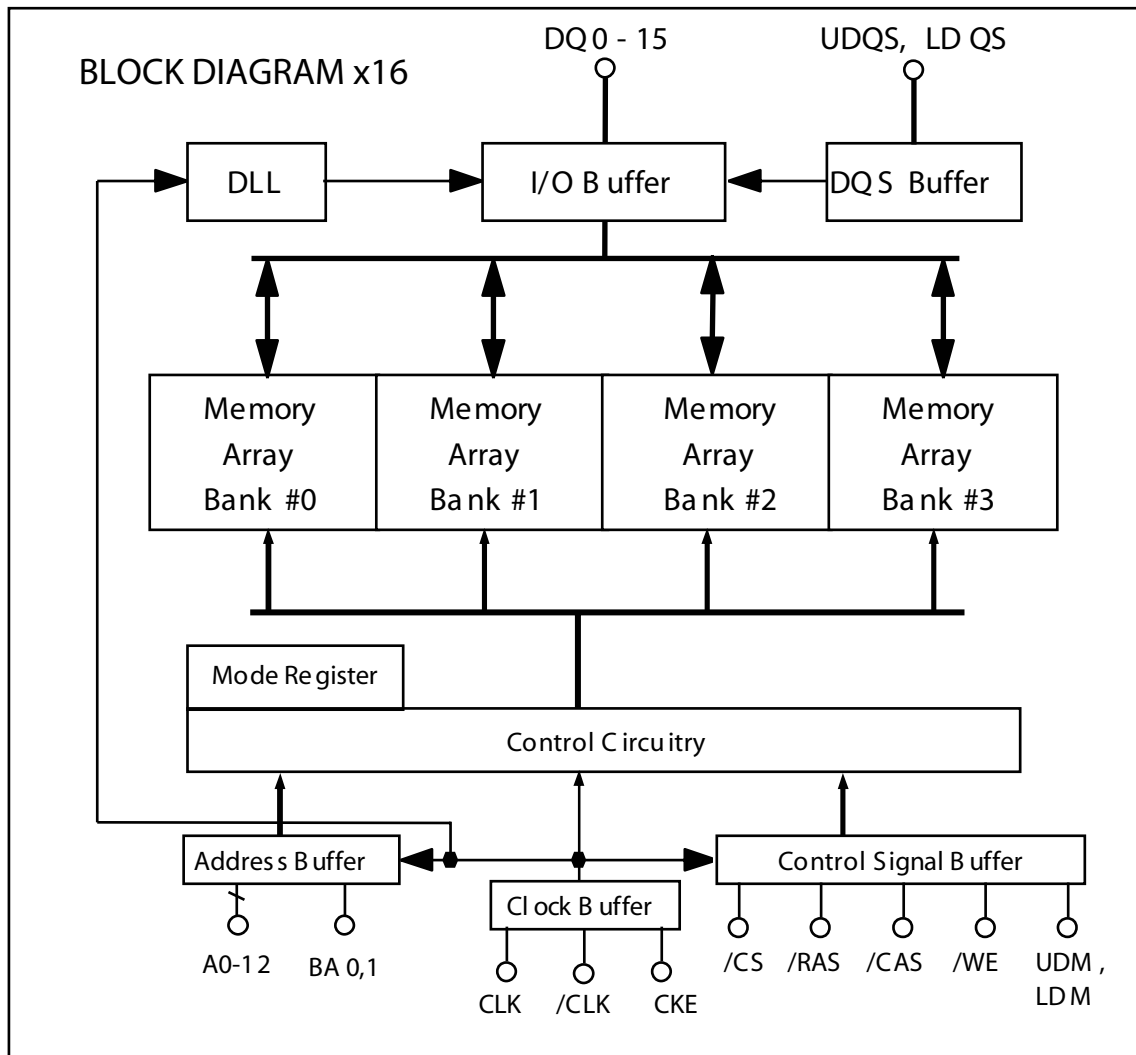 DQ0 - 15
UDQS, LDQS
BLOCK DIAGRAM x16
DLL
I/O Buffer
DQS Buffer
Memory
Array
Bank #0
Memory
Array
Bank #1
Memory
Array
Bank #2
Memory
Array
Bank #3
Mode Register
Control Circuitry
Address Buffer
Control Signal Buffer
Clock Buffer
A0-12
BA 0,1
CLK
/CLK
CKE
/CS
/RAS
/CAS
/WE
UDM,
LDM